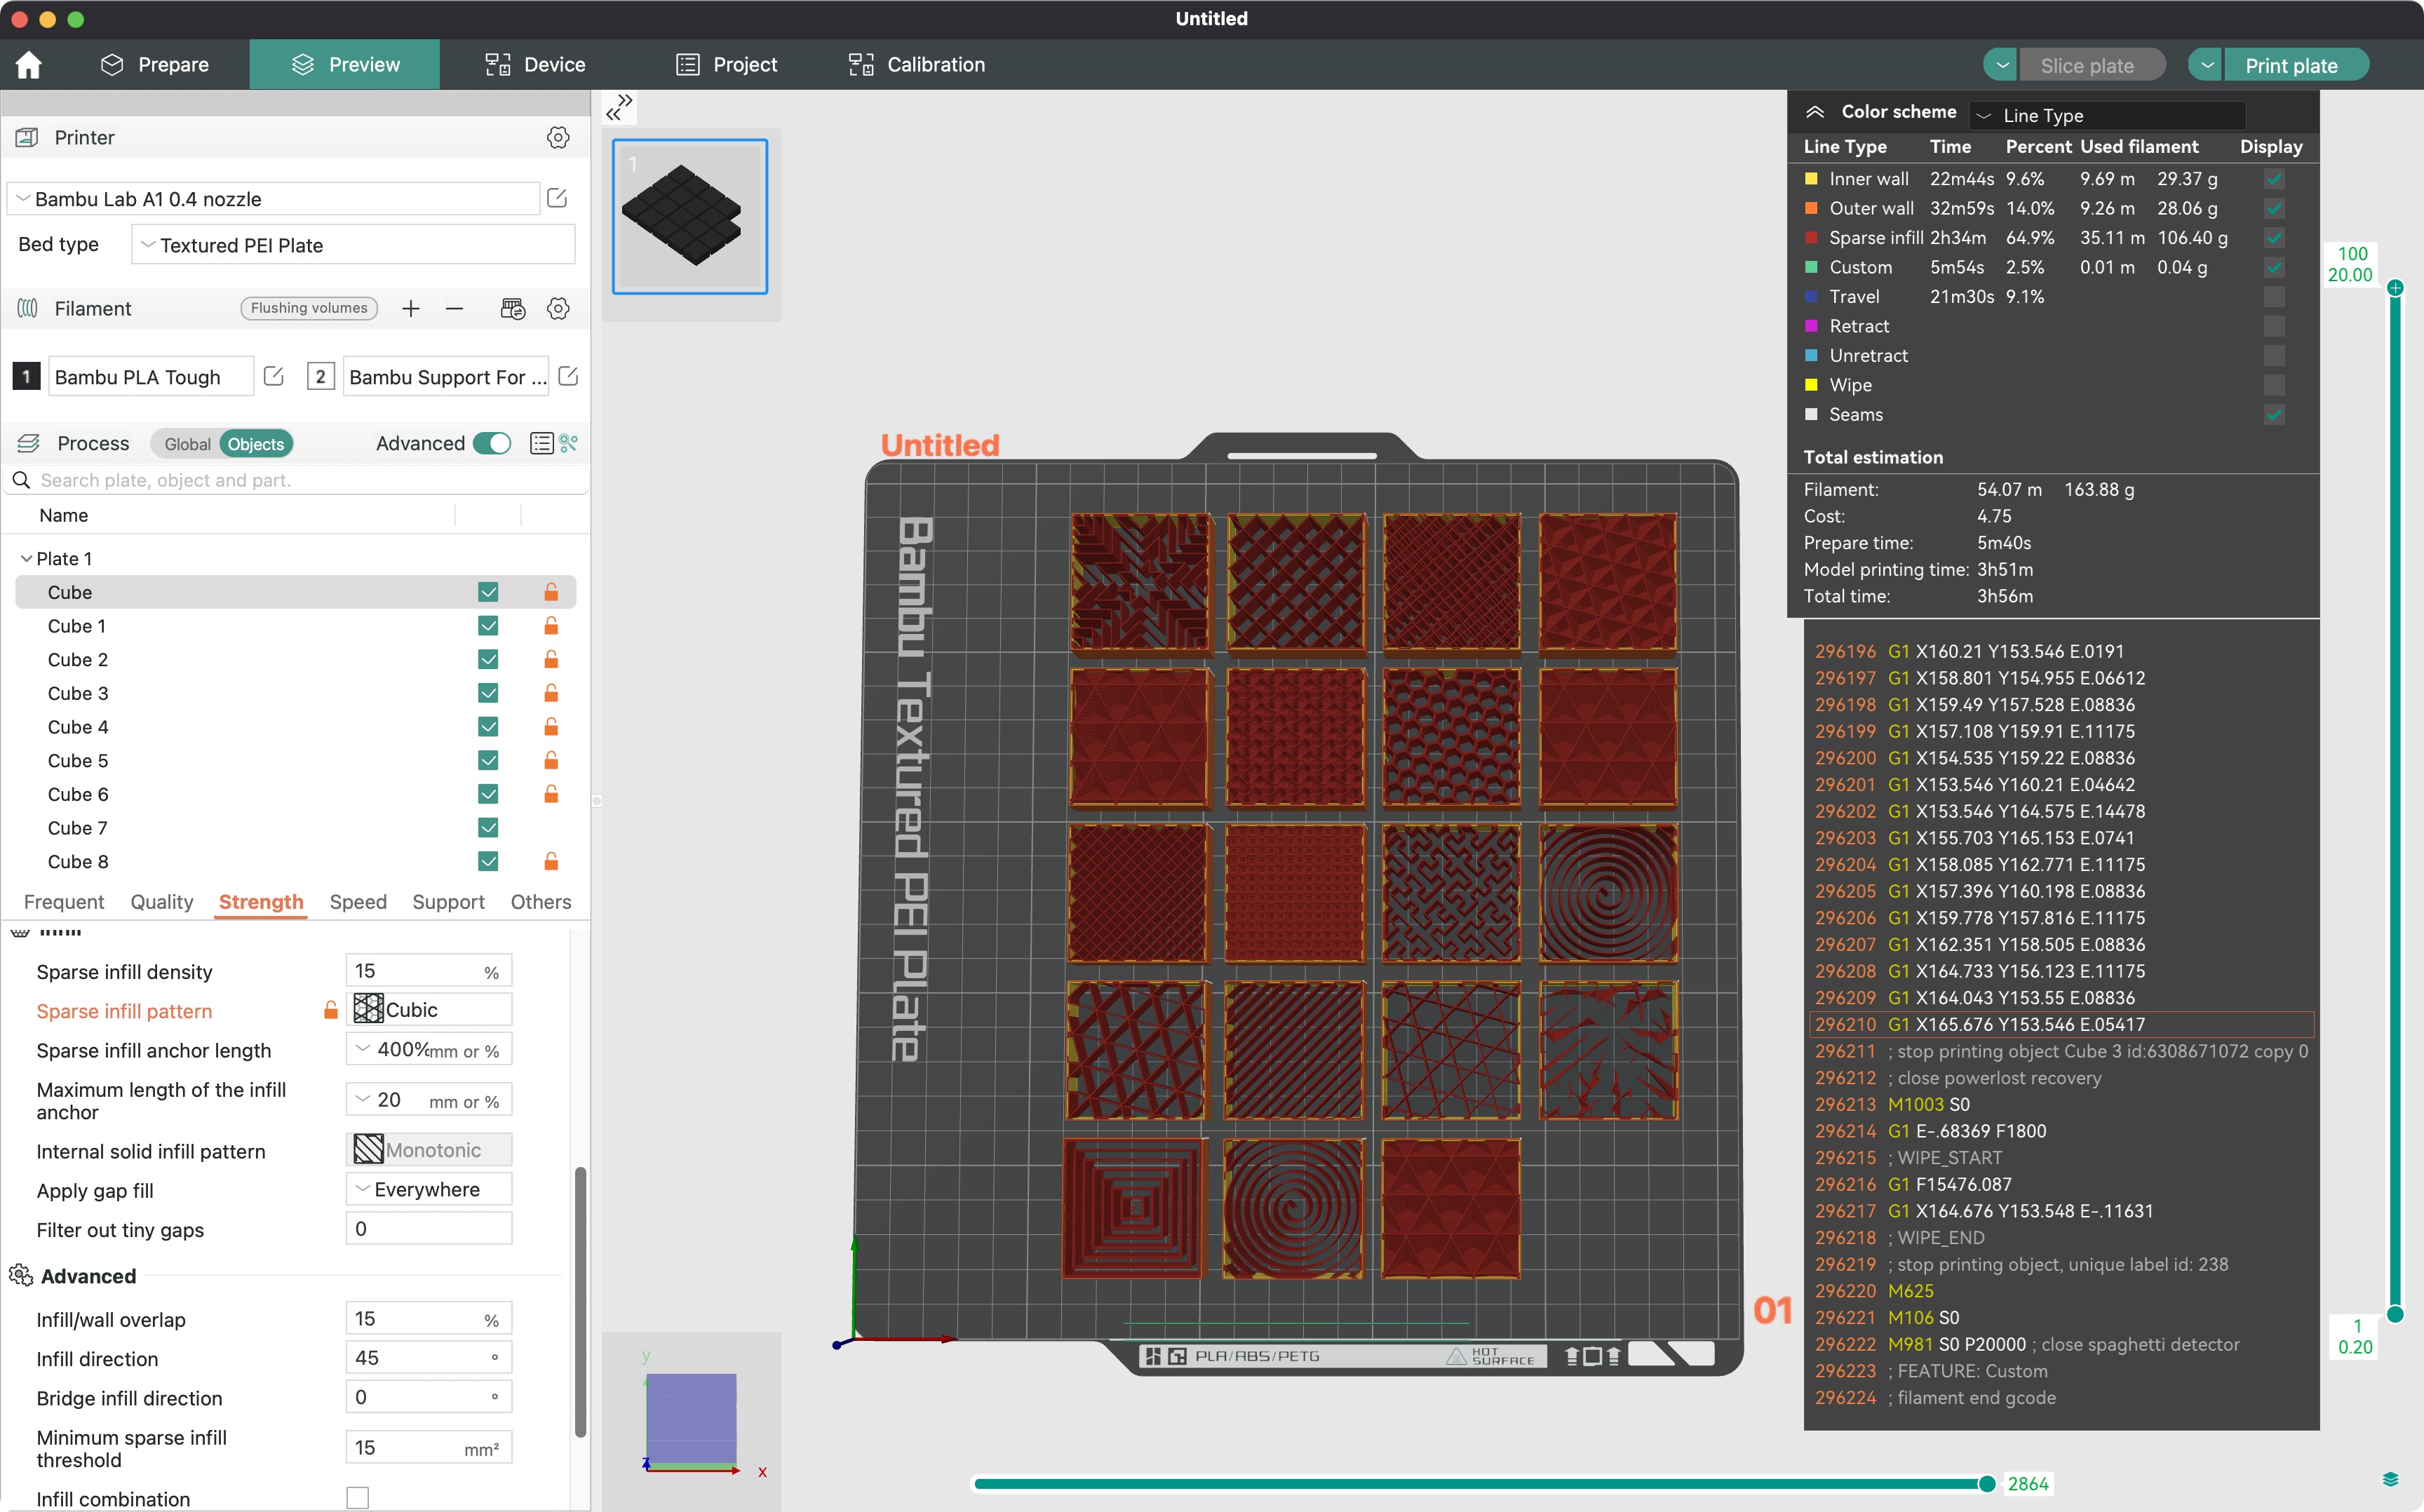 Untitled
Prepare
Preview
Device
Project
Calibration
Slice plate
Print plate
Printer
Bambu Lab A1 0.4 nozzle
Bed type
Textured PEI Plate
Filament
Flushing volumes
1 Bambu PLA Tough
2 Bambu Support For ...
Process
Global
Objects
Advanced
Search plate, object and part.
Name
Plate 1
Cube
Cube 1
Cube 2
Cube 3
Cube 4
Cube 5
Cube 6
Cube 7
Cube 8
Frequent Quality Strength Speed Support Others
Sparse infill density 15 %
Sparse infill pattern Cubic
Sparse infill anchor length 400% mm or %
Maximum length of the infill
anchor
20 mm or %
Internal solid infill pattern Monotonic
Apply gap fill Everywhere
Filter out tiny gaps 0
Advanced
Infill/wall overlap 15 %
Infill direction 45 °
Bridge infill direction 0 °
Minimum sparse infill
threshold
15 mm²
Infill combination
1
Untitled
Bambu Textured PEI Plate
01
PLA/ABS/PETG
HOT
SURFACE
y
z
x
Color scheme
Line Type
Line Type Time Percent Used filament Display
Inner wall 22m44s 9.6% 9.69 m 29.37 g
Outer wall 32m59s 14.0% 9.26 m 28.06 g
Sparse infill 2h34m 64.9% 35.11 m 106.40 g
Custom 5m54s 2.5% 0.01 m 0.04 g
Travel 21m30s 9.1%
Retract
Unretract
Wipe
Seams
Total estimation
Filament: 54.07 m 163.88 g
Cost: 4.75
Prepare time: 5m40s
Model printing time: 3h51m
Total time: 3h56m
296196 G1 X160.21 Y153.546 E.0191
296197 G1 X158.801 Y154.955 E.06612
296198 G1 X159.49 Y157.528 E.08836
296199 G1 X157.108 Y159.91 E.11175
296200 G1 X154.535 Y159.22 E.08836
296201 G1 X153.546 Y160.21 E.04642
296202 G1 X153.546 Y164.575 E.14478
296203 G1 X155.703 Y165.153 E.0741
296204 G1 X158.085 Y162.771 E.11175
296205 G1 X157.396 Y160.198 E.08836
296206 G1 X159.778 Y157.816 E.11175
296207 G1 X162.351 Y158.505 E.08836
296208 G1 X164.733 Y156.123 E.11175
296209 G1 X164.043 Y153.55 E.08836
296210 G1 X165.676 Y153.546 E.05417
296211 ; stop printing object Cube 3 id:6308671072 copy 0
296212 ; close powerlost recovery
296213 M1003 S0
296214 G1 E-.68369 F1800
296215 ; WIPE_START
296216 G1 F15476.087
296217 G1 X164.676 Y153.548 E-.11631
296218 ; WIPE_END
296219 ; stop printing object, unique label id: 238
296220 M625
296221 M106 S0
296222 M981 S0 P20000 ; close spaghetti detector
296223 ; FEATURE: Custom
296224 ; filament end gcode
100
20.00
1
0.20
2864